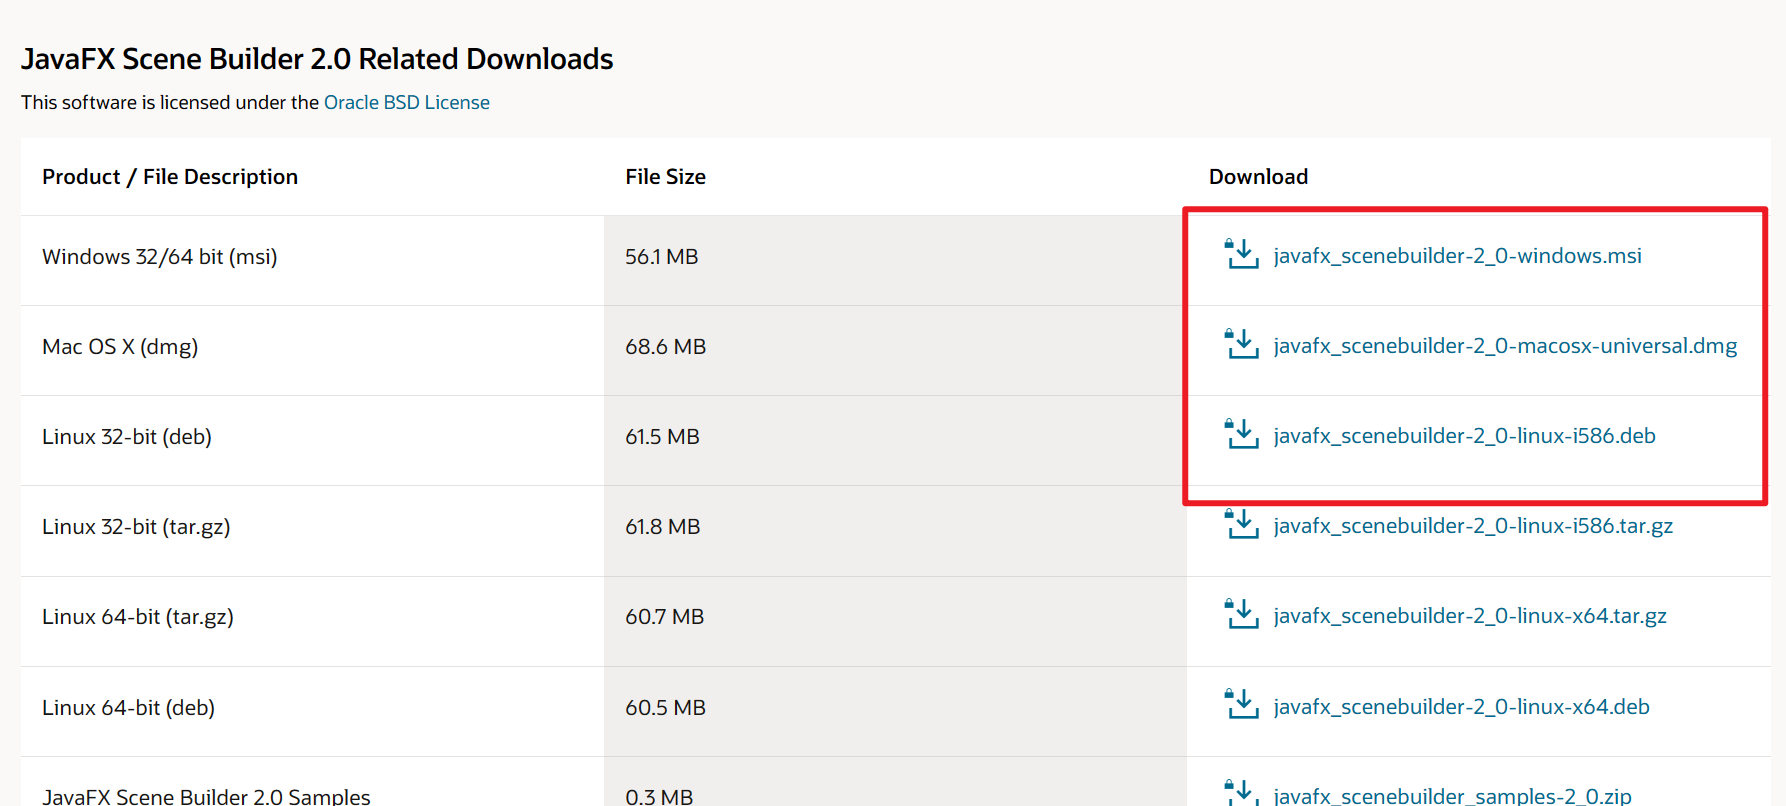 JavaFX Scene Builder 2.0 Related Downloads
This software is licensed under the Oracle BSD License
Product / File Description File Size Download
Windows 32/64 bit (msi) 56.1 MB javafx_scenebuilder-2_0-windows.msi
Mac OS X (dmg) 68.6 MB javafx_scenebuilder-2_0-macosx-universal.dmg
Linux 32-bit (deb) 61.5 MB javafx_scenebuilder-2_0-linux-i586.deb
Linux 32-bit (tar.gz) 61.8 MB javafx_scenebuilder-2_0-linux-i586.tar.gz
Linux 64-bit (tar.gz) 60.7 MB javafx_scenebuilder-2_0-linux-x64.tar.gz
Linux 64-bit (deb) 60.5 MB javafx_scenebuilder-2_0-linux-x64.deb
JavaFX Scene Builder 2.0 Samples 0.3 MB javafx_scenebuilder_samples-2_0.zip